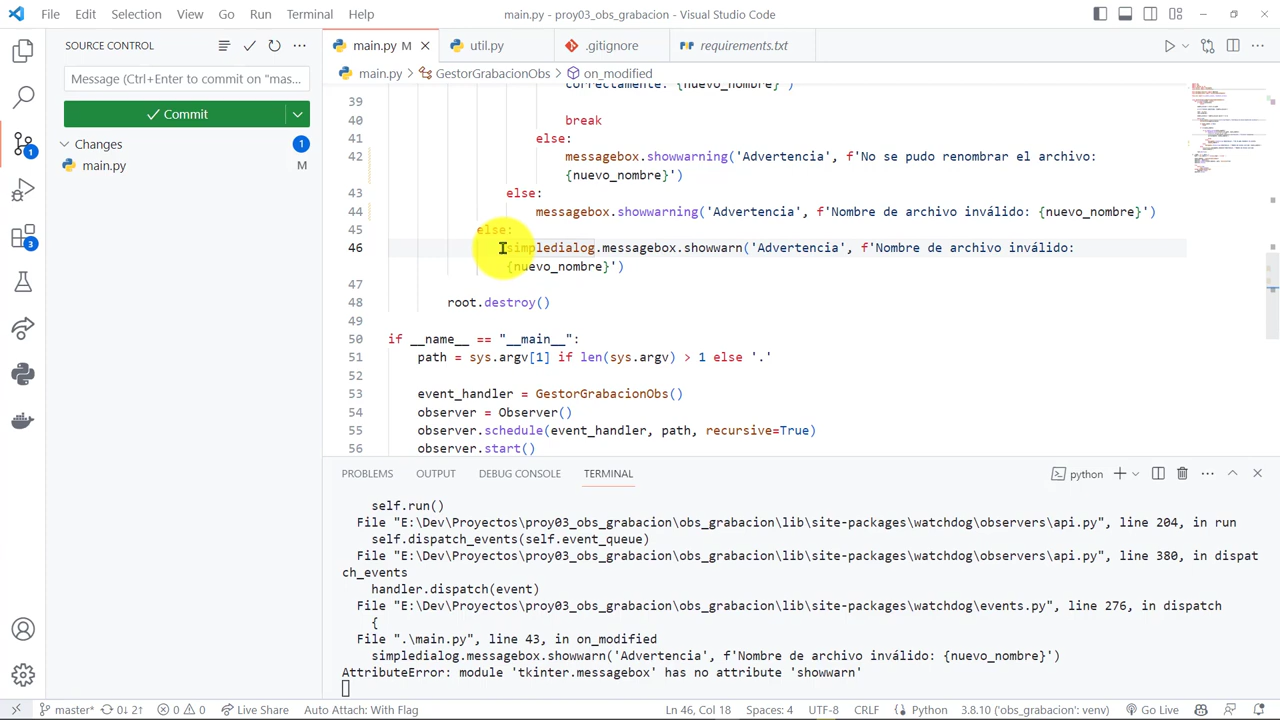 File Edit Selection View Go Run Terminal Help main.py - proy03_obs_grabacion - Visual Studio Code
SOURCE CONTROL main.py M util.py .gitignore requirements.txt
main.py > GestorGrabacionObs > on_modified
Message (Ctrl+Enter to commit on "mas...
Commit
Changes 1
main.py M
3
1
39 correctamente: {nuevo_nombre}')
40 break
41 else:
42 messagebox.showwarning('Advertencia', f'No se pudo nombrar el archivo:
{nuevo_nombre}')
43 else:
44 messagebox.showwarning('Advertencia', f'Nombre de archivo inválido: {nuevo_nombre}')
45 else:
46 simpledialog.messagebox.showwarn('Advertencia', f'Nombre de archivo inválido:
{nuevo_nombre}')
47
48 root.destroy()
49
50 if __name__ == "__main__":
51 path = sys.argv[1] if len(sys.argv) > 1 else '.'
52
53 event_handler = GestorGrabacionObs()
54 observer = Observer()
55 observer.schedule(event_handler, path, recursive=True)
56 observer.start()
PROBLEMS OUTPUT DEBUG CONSOLE TERMINAL python
self.run()
File "E:\Dev\Proyectos\proy03_obs_grabacion\obs_grabacion\lib\site-packages\watchdog\observers\api.py", line 204, in run
self.dispatch_events(self.event_queue)
File "E:\Dev\Proyectos\proy03_obs_grabacion\obs_grabacion\lib\site-packages\watchdog\observers\api.py", line 380, in dispat
ch_events
handler.dispatch(event)
File "E:\Dev\Proyectos\proy03_obs_grabacion\obs_grabacion\lib\site-packages\watchdog\events.py", line 276, in dispatch
{
File ".\main.py", line 43, in on_modified
simpledialog.messagebox.showwarn('Advertencia', f'Nombre de archivo inválido: {nuevo_nombre}')
AttributeError: module 'tkinter.messagebox' has no attribute 'showwarn'
master* 0↓ 2↑ 0 0 Live Share Auto Attach: With Flag Ln 46, Col 18 Spaces: 4 UTF-8 CRLF Python 3.8.10 ('obs_grabacion': venv) Go Live